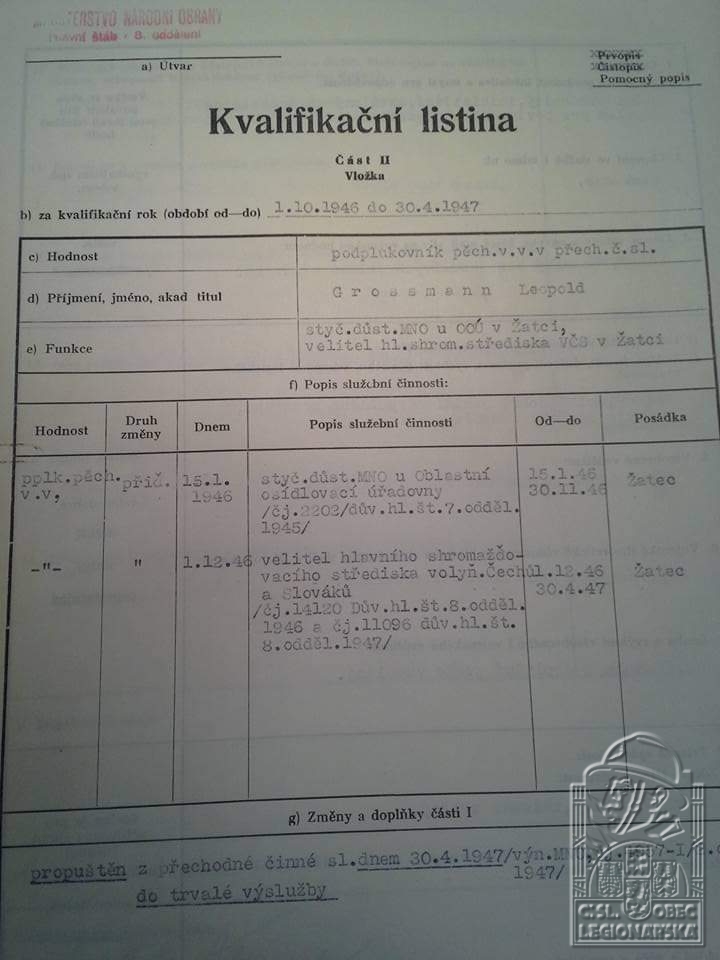 MINISTERSTVO NÁRODNÍ OBRANY
hlavní štáb - 8. oddělení
a) Útvar
Prvopis
Čistopis
Pomocný popis
Kvalifikační listina
Část II
Vložka
b) za kvalifikační rok (období od—do) 1.10.1946 do 30.4.1947
c) Hodnost podplukovník pěch.v.v.v přech.č.sl.
d) Příjmení, jméno, akad titul Grossmann Leopold
e) Funkce styč.důst.MNO u OOÚ v Žatci,
velitel hl.shrom.střediska VČS v Žatci
f) Popis služební činnosti:
Hodnost Druh změny Dnem Popis služební činnosti Od—do Posádka
pplk.pěch. přič. 15.1. styč.důst.MNO u Oblastní 15.1.46 Žatec
v.v, 1946 osídlovací úřadovny 30.11.46
/čj.2202/dův.hl.št.7.odděl.
1945/
-"- " 1.12.46 velitel hlavního shromažďo- Žatec
vacího střediska volyň.Čechů 1.12.46
a Slováků 30.4.47
/čj.14120 Dův.hl.št.8.odděl.
1946 a čj.11096 dův.hl.št.
8.odděl.1947/
g) Změny a doplňky části I
propuštěn z přechodné činné sl.dnem 30.4.1947/výn.MNO
1947/
do trvalé výslužby
ČSL. OBEC
LEGIONÁŘSKÁ